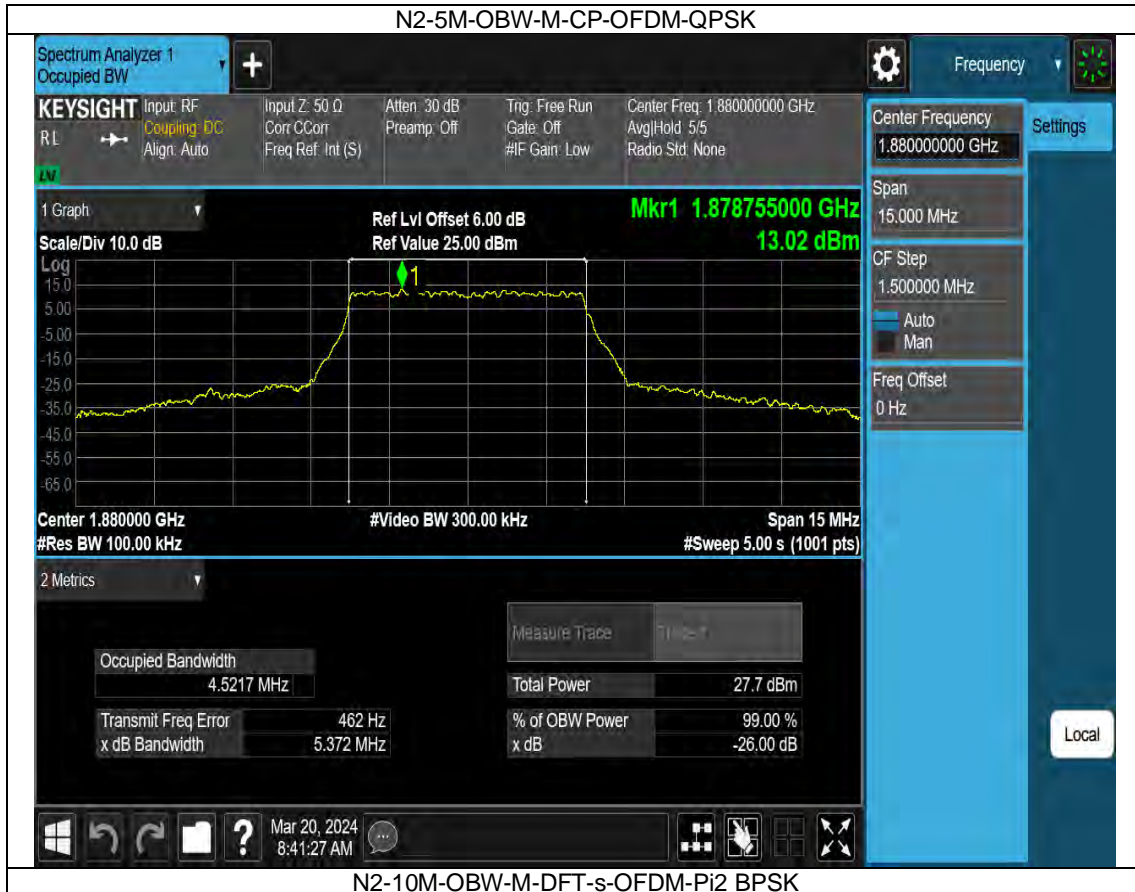 N2-5M-OBW-M-CP-OFDM-QPSK
Spectrum Analyzer 1
Occupied BW
Frequency
KEYSIGHT
Input: RF
Coupling: DC
Align: Auto
Input Z: 50 Ω
Corr CCorr
Freq Ref: Int (S)
Atten: 30 dB
Preamp: Off
Trig: Free Run
Gate: Off
#IF Gain: Low
Center Freq: 1.880000000 GHz
Avg|Hold: 5/5
Radio Std: None
RL
Center Frequency
1.880000000 GHz
Settings
Span
15.000 MHz
CF Step
1.500000 MHz
Auto
Man
Freq Offset
0 Hz
1 Graph
Scale/Div 10.0 dB
Ref Lvl Offset 6.00 dB
Ref Value 25.00 dBm
Mkr1 1.878755000 GHz
13.02 dBm
Log
1
15.0
5.00
-5.00
-15.0
-25.0
-35.0
-45.0
-55.0
-65.0
Center 1.880000 GHz
#Res BW 100.00 kHz
#Video BW 300.00 kHz
Span 15 MHz
#Sweep 5.00 s (1001 pts)
2 Metrics
Measure Trace
Occupied Bandwidth
4.5217 MHz
Total Power 27.7 dBm
Transmit Freq Error 462 Hz
% of OBW Power 99.00 %
x dB Bandwidth 5.372 MHz
x dB -26.00 dB
Local
?
Mar 20, 2024
8:41:27 AM
N2-10M-OBW-M-DFT-s-OFDM-Pi2 BPSK